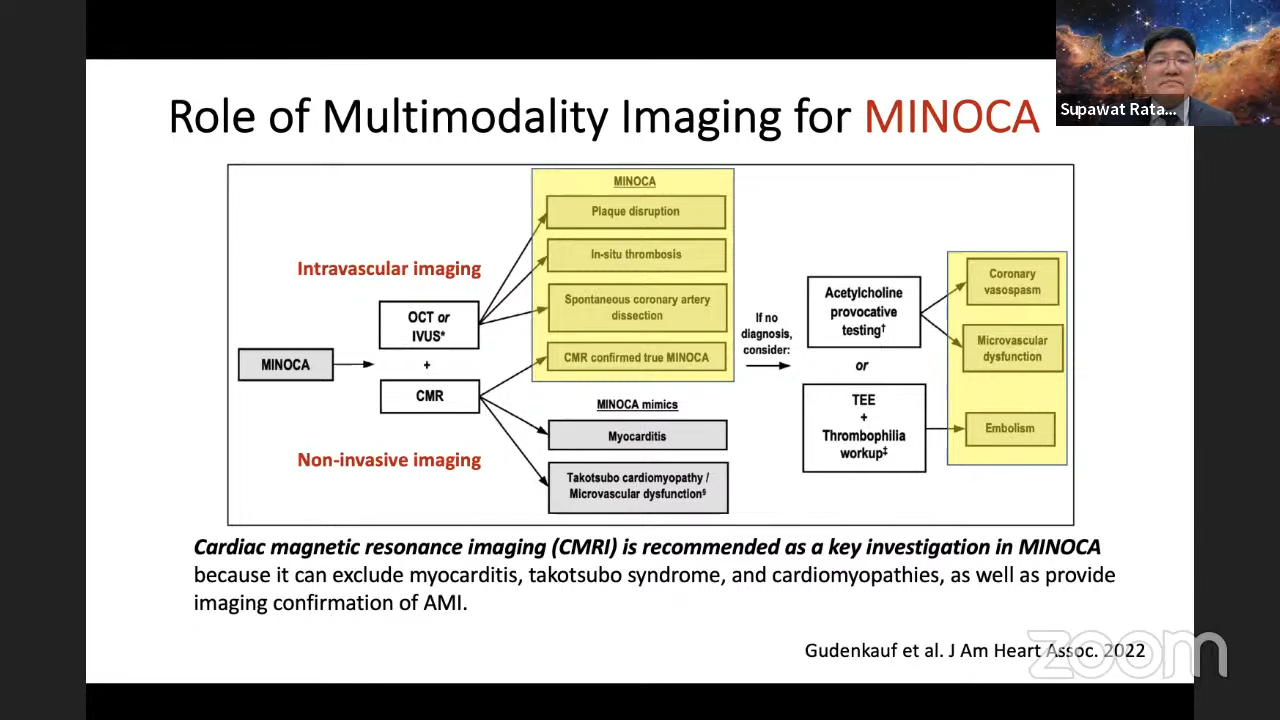 Role of Multimodality Imaging for MINOCA
Supawat Rata...
MINOCA
Plaque disruption
In-situ thrombosis
Spontaneous coronary artery
dissection
CMR confirmed true MINOCA
Intravascular imaging
OCT or
IVUS*
+
CMR
MINOCA
Non-invasive imaging
MINOCA mimics
Myocarditis
Takotsubo cardiomyopathy /
Microvascular dysfunction§
If no
diagnosis,
consider:
Acetylcholine
provocative
testing†
or
TEE
+
Thrombophilia
workup‡
Coronary
vasospasm
Microvascular
dysfunction
Embolism
Cardiac magnetic resonance imaging (CMRI) is recommended as a key investigation in MINOCA
because it can exclude myocarditis, takotsubo syndrome, and cardiomyopathies, as well as provide
imaging confirmation of AMI.
Gudenkauf et al. J Am Heart Assoc. 2022
zoom